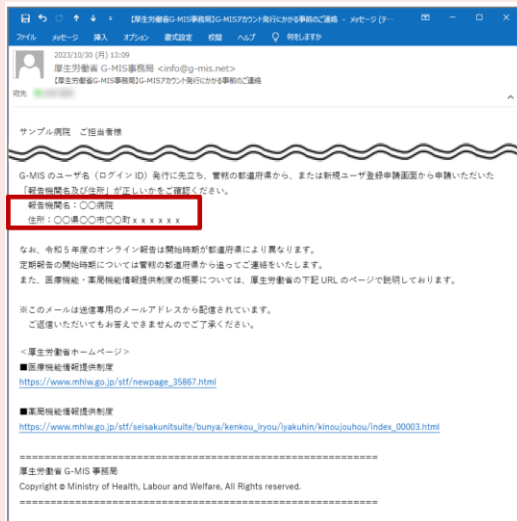 【厚生労働省G-MIS事務局】G-MISアカウント発行にかかる事前のご連絡 - メッセージ (テ…
ファイル メッセージ 挿入 オプション 書式設定 校閲 ヘルプ 何をしますか
2023/10/30 (月) 13:09
厚生労働省 G-MIS事務局 <info@g-mis.net>
【厚生労働省G-MIS事務局】G-MISアカウント発行にかかる事前のご連絡
宛先
サンプル病院 ご担当者様
G-MIS のユーザ名（ログイン ID）発行に先立ち、管轄の都道府県から、または新規ユーザ登録申請画面から申請いただいた
「報告機関名及び住所」が正しいかをご確認ください。
報告機関名：〇〇病院
住所：〇〇県〇〇市〇〇町ｘｘｘｘｘｘ
なお、令和５年度のオンライン報告は開始時期が都道府県により異なります。
定期報告の開始時期については管轄の都道府県から追ってご連絡をいたします。
また、医療機能・薬局機能情報提供制度の概要については、厚生労働省の下記 URL のページで説明しております。
※このメールは送信専用のメールアドレスから配信されています。
ご返信いただいてもお答えできませんのでご了承ください。
＜厚生労働省ホームページ＞
■医療機能情報提供制度
https://www.mhlw.go.jp/stf/newpage_35867.html
■薬局機能情報提供制度
https://www.mhlw.go.jp/stf/seisakunitsuite/bunya/kenkou_iryou/iyakuhin/kinoujouhou/index_00003.html
============================================================
厚生労働省 G-MIS 事務局
Copyright © Ministry of Health, Labour and Welfare, All Rights reserved.
============================================================